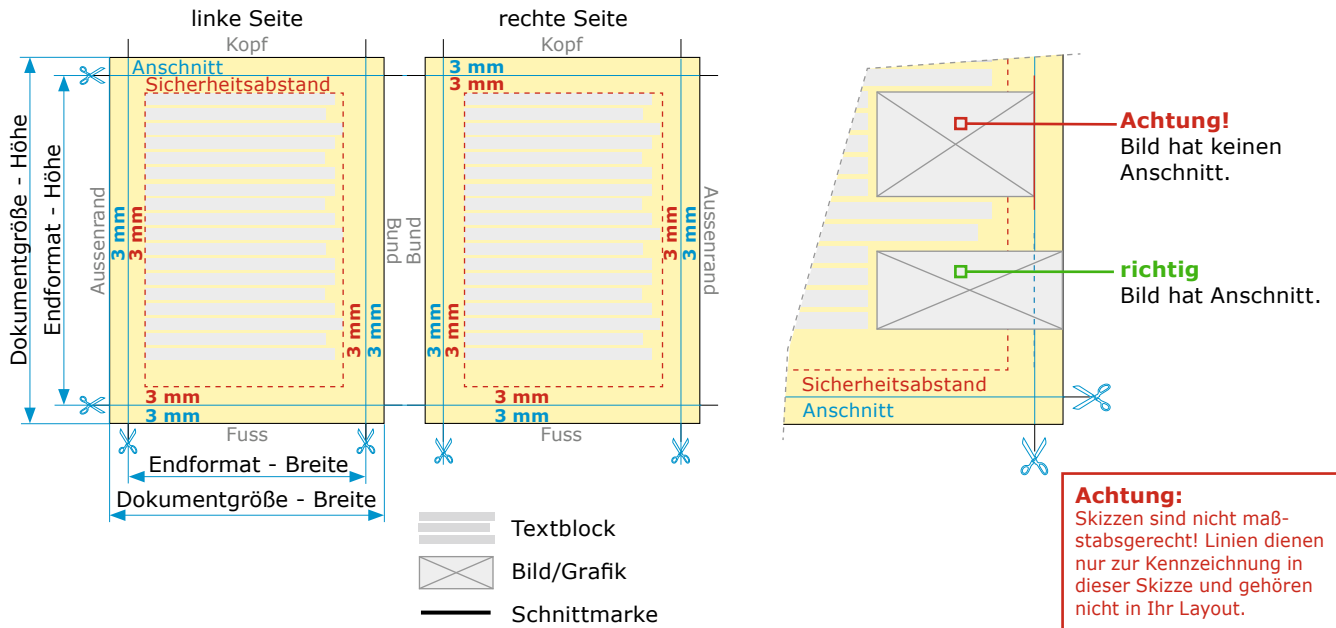 linke Seite
rechte Seite
Kopf
Kopf
Anschnitt
Sicherheitsabstand
3 mm
3 mm
Dokumentgröße - Höhe
Endformat - Höhe
Aussenrand
3 mm
3 mm
Bund
Bund
3 mm
3 mm
Aussenrand
3 mm
3 mm
3 mm
3 mm
3 mm
3 mm
3 mm
3 mm
Fuss
Fuss
Endformat - Breite
Dokumentgröße - Breite
Textblock
Bild/Grafik
Schnittmarke
Achtung!
Bild hat keinen
Anschnitt.
richtig
Bild hat Anschnitt.
Sicherheitsabstand
Anschnitt
Achtung:
Skizzen sind nicht maß-
stabsgerecht! Linien dienen
nur zur Kennzeichnung in
dieser Skizze und gehören
nicht in Ihr Layout.